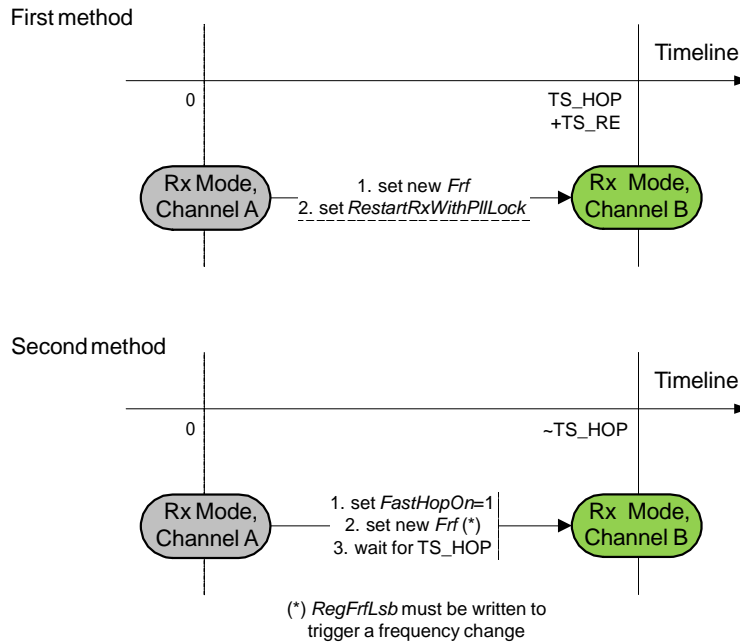 First method
Timeline
0
TS_HOP
+TS_RE
Rx Mode,
Channel A
1. set new Frf
2. set RestartRxWithPllLock
Rx Mode,
Channel B
Second method
Timeline
0
~TS_HOP
Rx Mode,
Channel A
1. set FastHopOn=1
2. set new Frf (*)
3. wait for TS_HOP
Rx Mode,
Channel B
(*) RegFrfLsb must be written to
trigger a frequency change